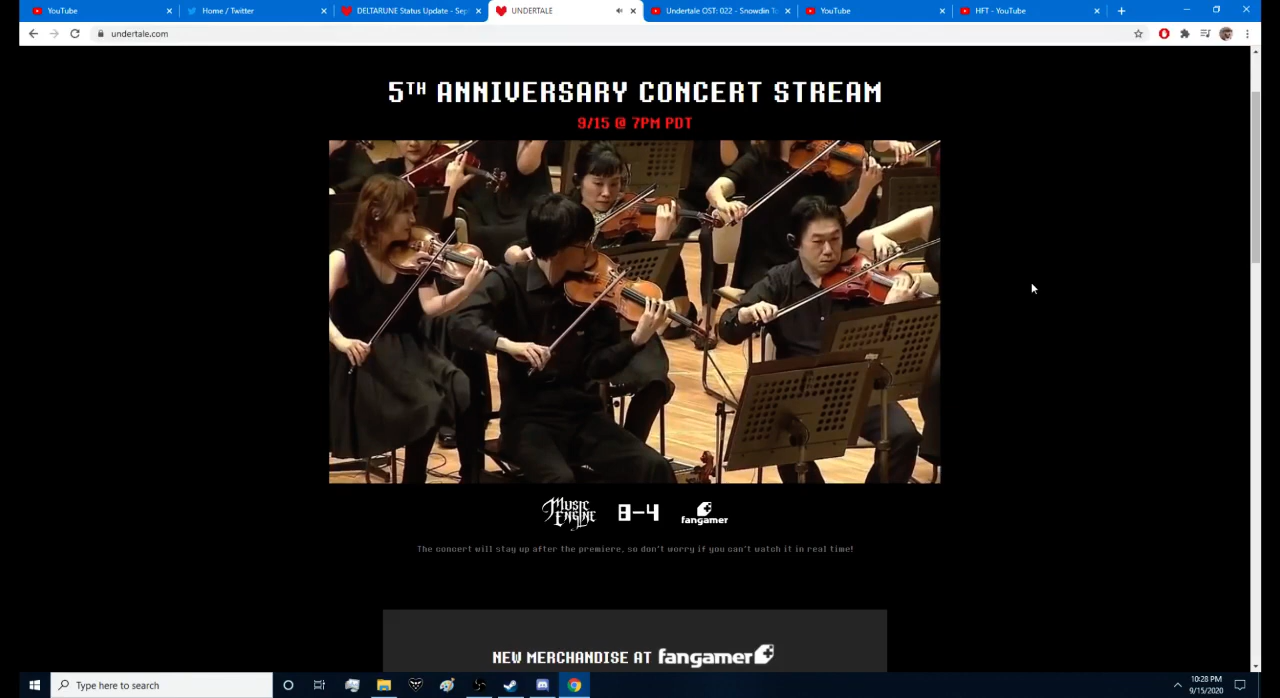 YouTube
Home / Twitter
DELTARUNE Status Update - Sep
UNDERTALE
Undertale OST: 022 - Snowdin To
YouTube
HFT - YouTube
undertale.com
5TH ANNIVERSARY CONCERT STREAM
9/15 @ 7PM PDT
MUSIC ENGINE
8-4
fangamer
The concert will stay up after the premiere, so don't worry if you can't watch it in real time!
NEW MERCHANDISE AT fangamer
Type here to search
10:28 PM
9/15/2020